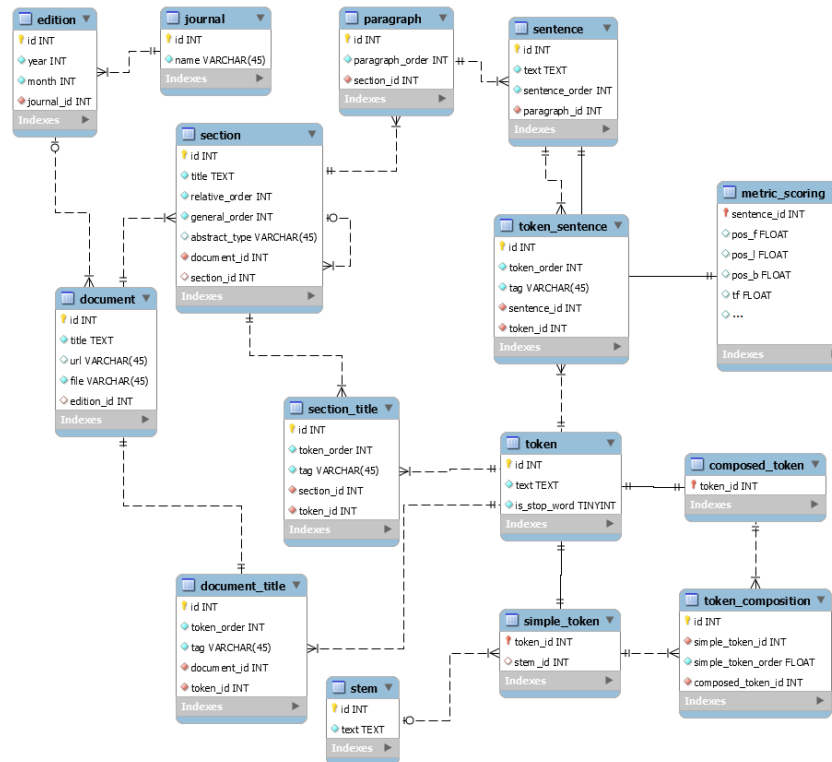 edition
id INT
year INT
month INT
journal_id INT
Indexes
journal
id INT
name VARCHAR(45)
Indexes
paragraph
id INT
paragraph_order INT
section_id INT
Indexes
sentence
id INT
text TEXT
sentence_order INT
paragraph_id INT
Indexes
section
id INT
title TEXT
relative_order INT
general_order INT
abstract_type VARCHAR(45)
document_id INT
section_id INT
Indexes
metric_scoring
sentence_id INT
pos_f FLOAT
pos_l FLOAT
pos_b FLOAT
tf FLOAT
...
Indexes
token_sentence
id INT
token_order INT
tag VARCHAR(45)
sentence_id INT
token_id INT
Indexes
document
id INT
title TEXT
url VARCHAR(45)
file VARCHAR(45)
edition_id INT
Indexes
section_title
id INT
token_order INT
tag VARCHAR(45)
section_id INT
token_id INT
Indexes
token
id INT
text TEXT
is_stop_word TINYINT
Indexes
composed_token
token_id INT
Indexes
document_title
id INT
token_order INT
tag VARCHAR(45)
document_id INT
token_id INT
Indexes
simple_token
token_id INT
stem_id INT
Indexes
token_composition
id INT
simple_token_id INT
simple_token_order FLOAT
composed_token_id INT
Indexes
stem
id INT
text TEXT
Indexes